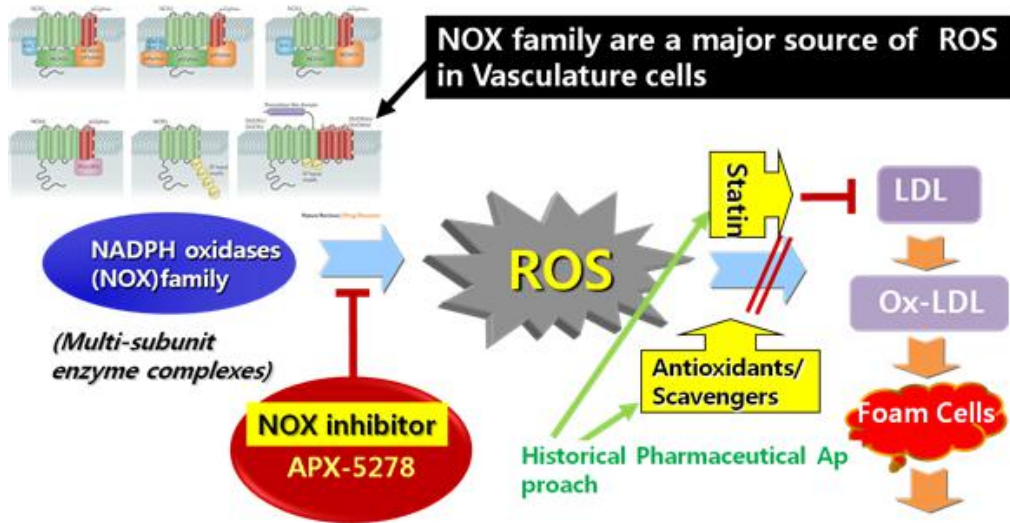 NOX family are a major source of  ROS
in Vasculature cells
NADPH oxidases
(NOX)family
(Multi-subunit
enzyme complexes)
NOX inhibitor
APX-5278
ROS
Statin
Antioxidants/
Scavengers
Historical Pharmaceutical Ap
proach
LDL
Ox-LDL
Foam Cells